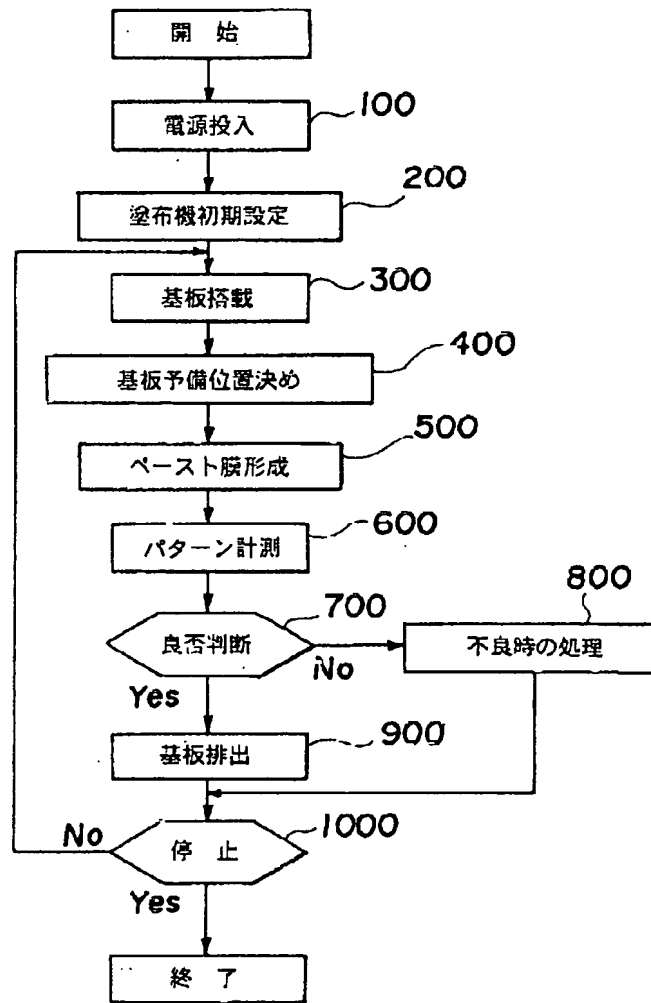 開 始
電源投入
100
塗布機初期設定
200
基板搭載
300
基板予備位置決め
400
ペースト膜形成
500
パターン計測
600
良否判断
700
No
不良時の処理
800
Yes
基板排出
900
停 止
1000
No
Yes
終 了